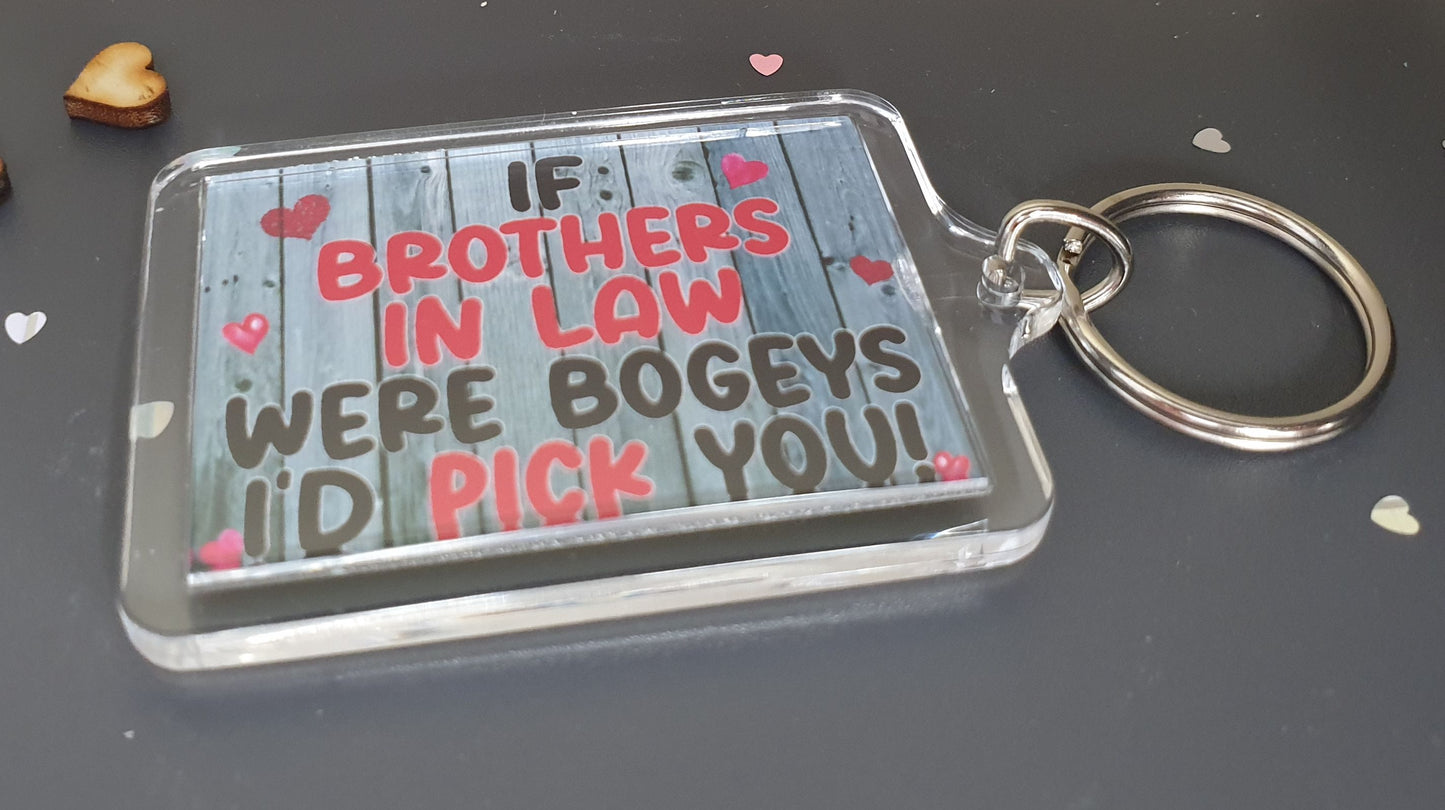 IF
BROTHERS
IN LAW
WERE BOGEYS
I'D PICK YOU!